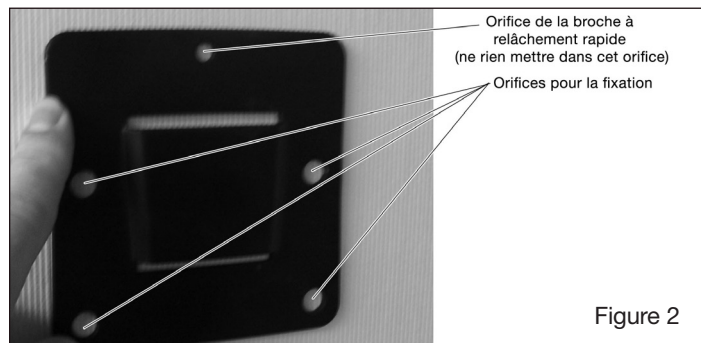 Orifice de la broche à
relâchement rapide
(ne rien mettre dans cet orifice)
Orifices pour la fixation
Figure 2